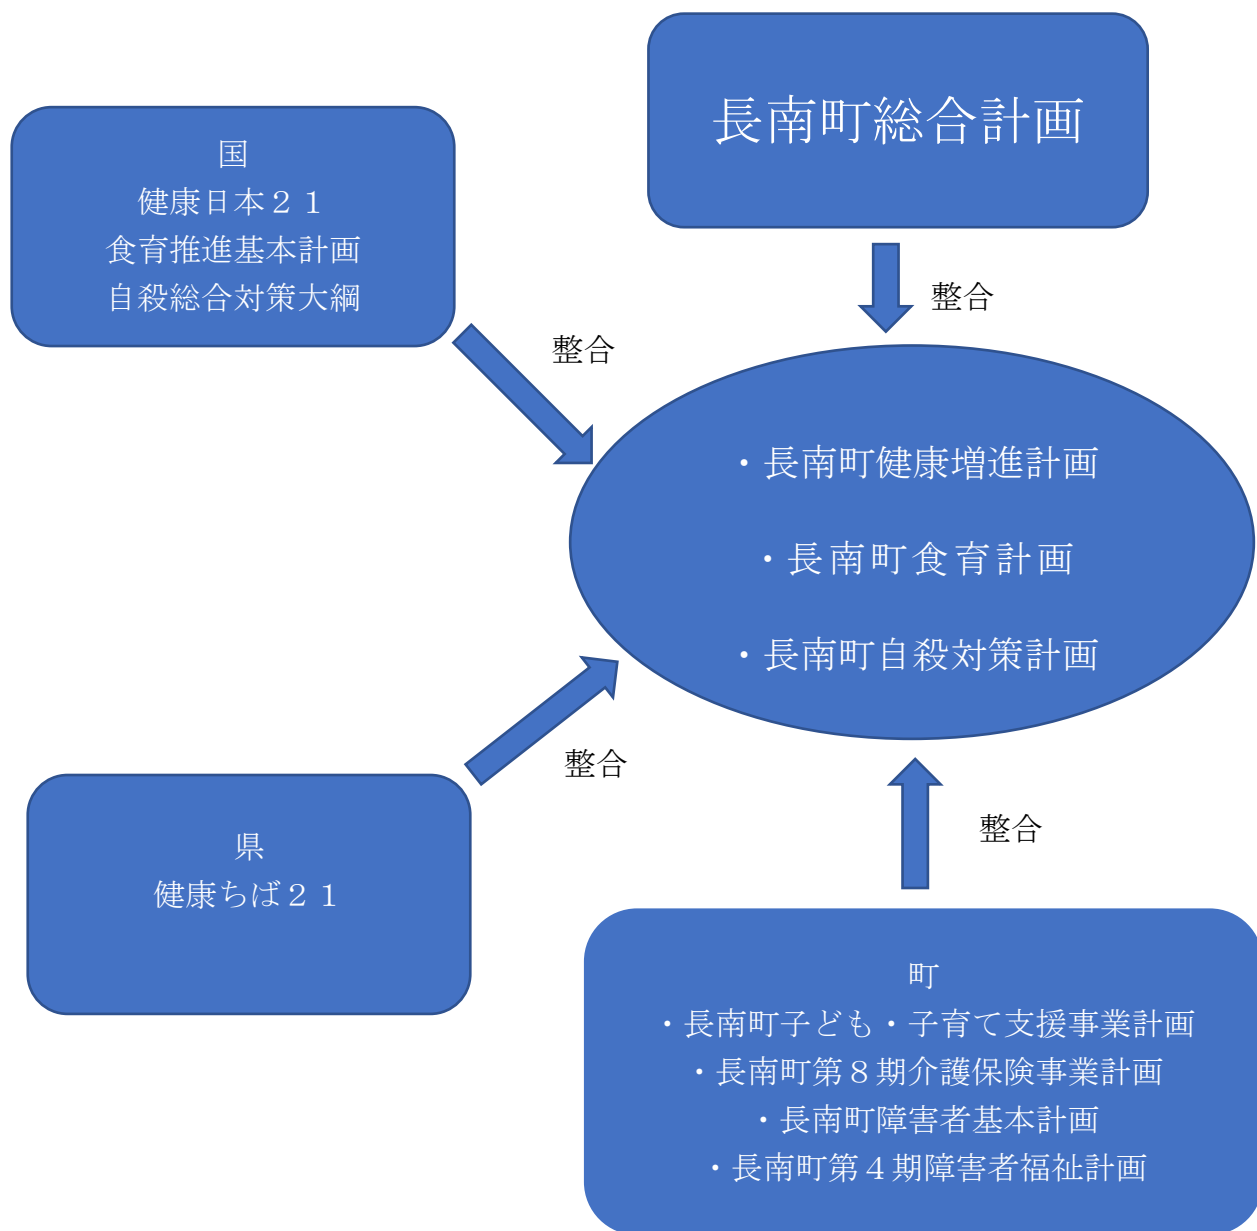 長南町総合計画
国
健康日本２１
食育推進基本計画
自殺総合対策大綱
整合
整合
・長南町健康増進計画
・長南町食育計画
・長南町自殺対策計画
整合
県
健康ちば２１
整合
町
・長南町子ども・子育て支援事業計画
・長南町第８期介護保険事業計画
・長南町障害者基本計画
・長南町第４期障害者福祉計画